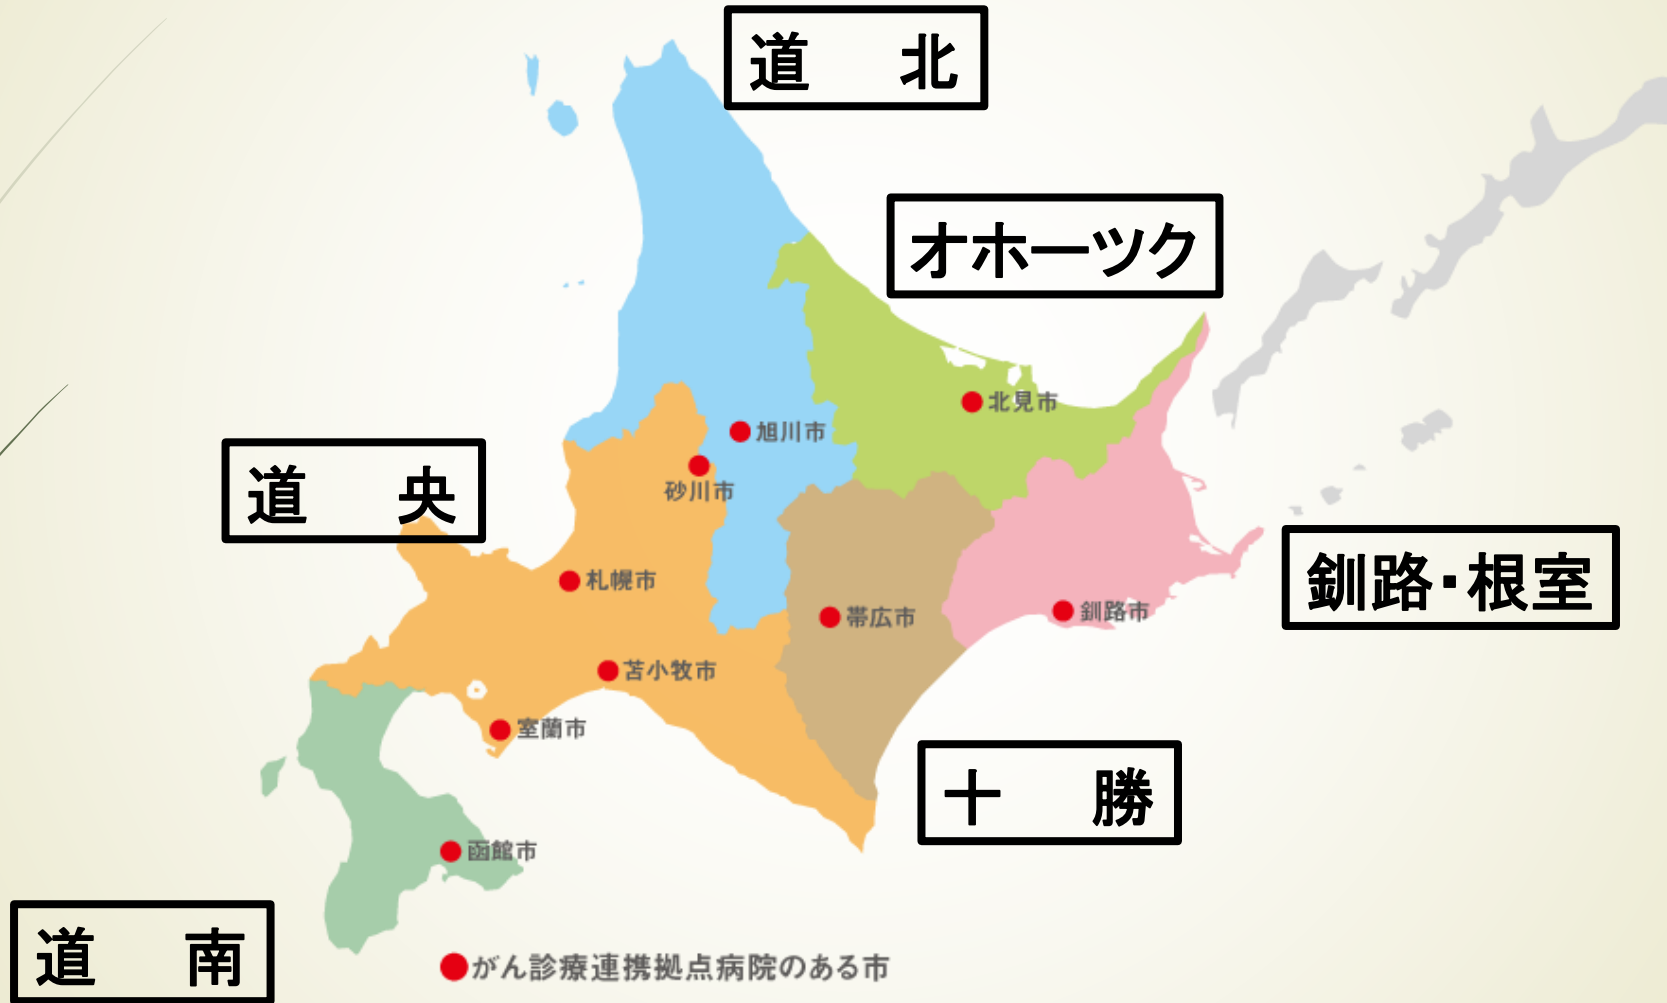 道　北
オホーツク
北見市
旭川市
道　央
砂川市
釧路・根室
札幌市
帯広市
釧路市
苫小牧市
室蘭市
十　勝
函館市
道　南
がん診療連携拠点病院のある市